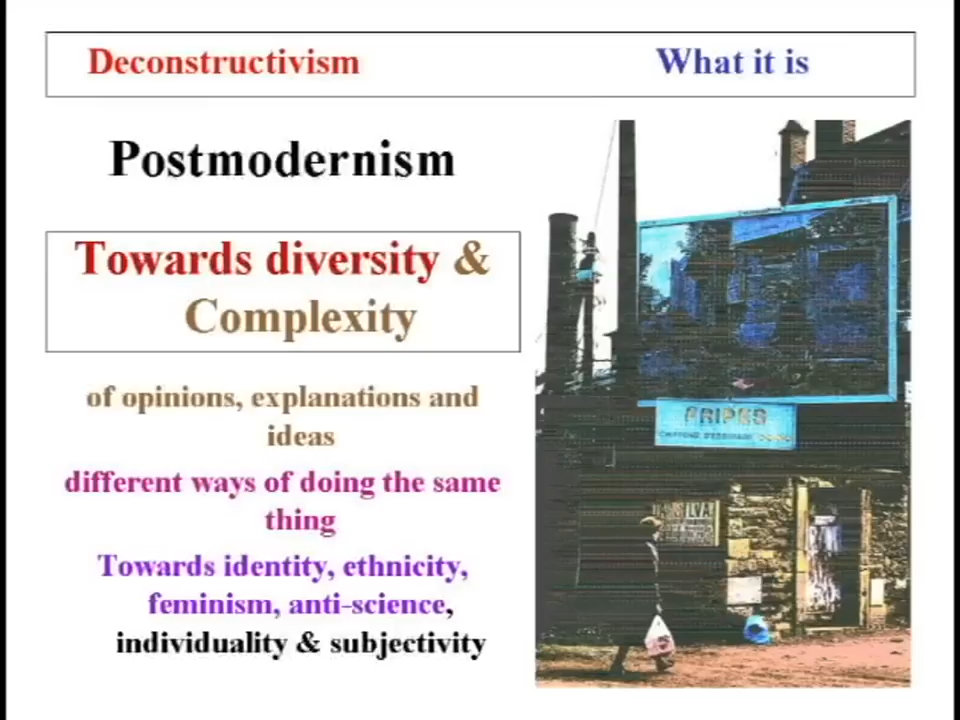 Deconstructivism What it is
Postmodernism
Towards diversity &
Complexity
of opinions, explanations and
ideas
different ways of doing the same
thing
Towards identity, ethnicity,
feminism, anti-science,
individuality & subjectivity
FRIPES